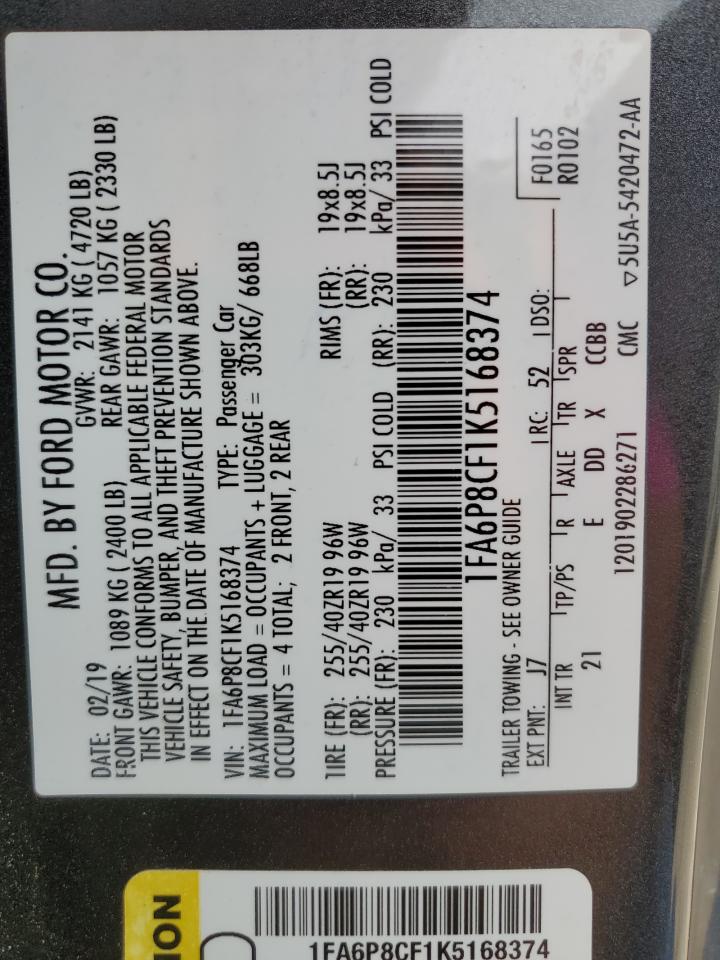 MFD. BY FORD MOTOR CO.
DATE: 02/19 GVWR: 2141 KG ( 4720 LB)
FRONT GAWR: 1089 KG ( 2400 LB) REAR GAWR: 1057 KG ( 2330 LB)
THIS VEHICLE CONFORMS TO ALL APPLICABLE FEDERAL MOTOR
VEHICLE SAFETY, BUMPER, AND THEFT PREVENTION STANDARDS
IN EFFECT ON THE DATE OF MANUFACTURE SHOWN ABOVE.
VIN: 1FA6P8CF1K5168374 TYPE: Passenger Car
MAXIMUM LOAD = OCCUPANTS + LUGGAGE = 303KG/ 668LB
OCCUPANTS = 4 TOTAL; 2 FRONT, 2 REAR
TIRE (FR): 255/40ZR19 96W RIMS (FR): 19x8.5J
(RR): 255/40ZR19 96W (RR): 19x8.5J
PRESSURE (FR): 230 kPa/ 33 PSI COLD (RR): 230 kPa/ 33 PSI COLD
1FA6P8CF1K5168374
TRAILER TOWING - SEE OWNER GUIDE F0165
EXT PNT: J7 RC: 52 DSO: R0102
INT TR TP/PS R AXLE TR SPR
21 E DD X CCBB
1201902286271 CMC ▽5U5A-5420472-AA
ION
1FA6P8CF1K5168374